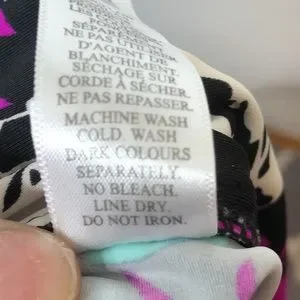 SÉPARÉMENT.
NE PAS UTILISER
D'AGENT DE
BLANCHIMENT.
SÉCHAGE SUR
CORDE À SÉCHER.
NE PAS REPASSER.
MACHINE WASH
COLD. WASH
DARK COLOURS
SEPARATELY.
NO BLEACH.
LINE DRY.
DO NOT IRON.